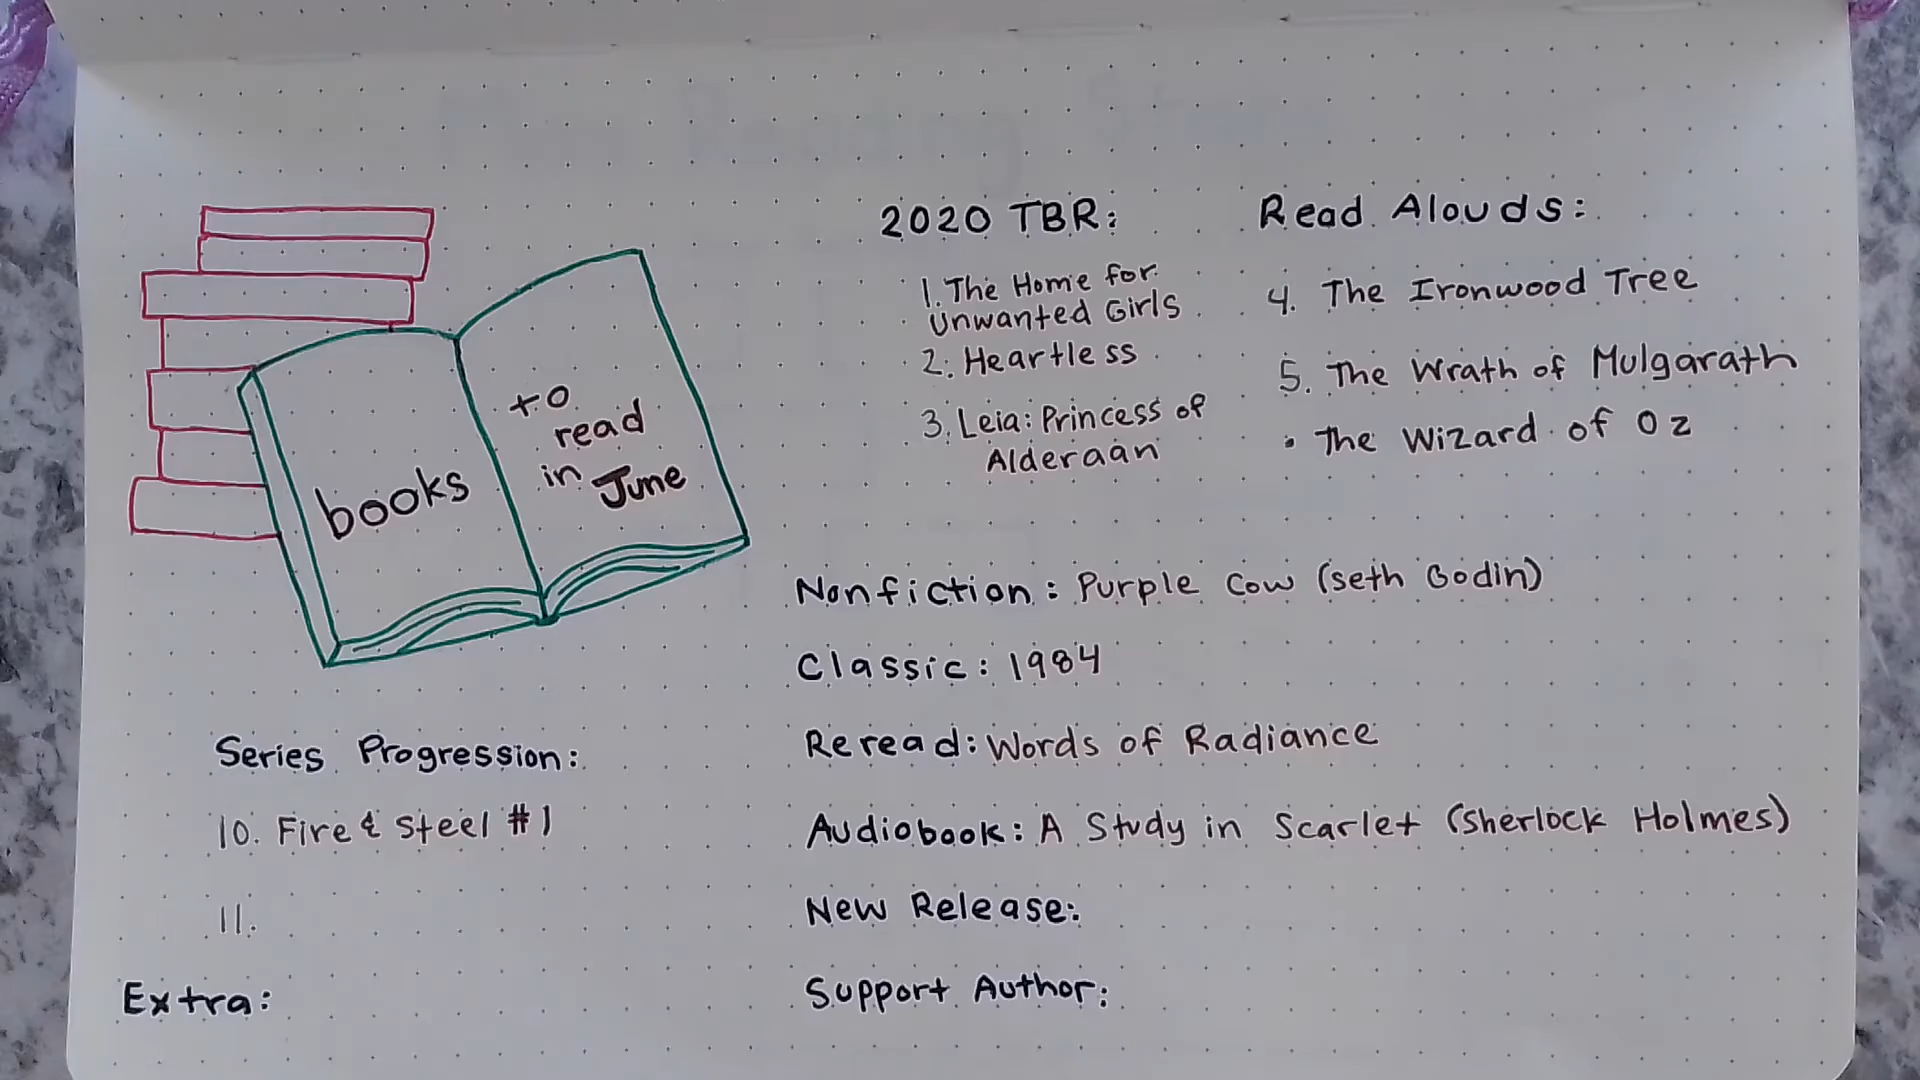 books
to
read
in June
2020 TBR:
1. The Home for
Unwanted Girls
2. Heartless
3. Leia: Princess of
Alderaan
Read Alouds:
4. The Ironwood Tree
5. The Wrath of Mulgarath
• The Wizard of Oz
Nonfiction: Purple Cow (Seth Godin)
Classic: 1984
Reread: Words of Radiance
Audiobook: A Study in Scarlet (Sherlock Holmes)
New Release:
Support Author:
Series Progression:
10. Fire & Steel #1
11.
Extra: